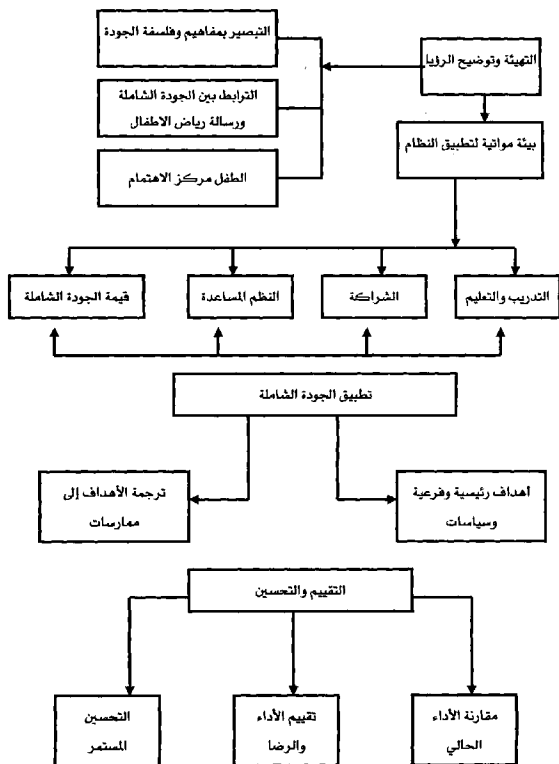 التهيئة وتوضيح الرؤيا
التبصير بمفاهيم وفلسفة الجودة
الترابط بين الجودة الشاملة
ورسالة رياض الاطفال
الطفل مركز الاهتمام
بيئة مواتية لتطبيق النظام
التدريب والتعليم
الشراكة
النظم المساعدة
قيمة الجودة الشاملة
تطبيق الجودة الشاملة
أهداف رئيسية وفرعية
وسياسات
ترجمة الأهداف إلى
ممارسات
التقييم والتحسين
مقارنة الأداء
الحالي
تقييم الأداء
والرضا
التحسين
المستمر